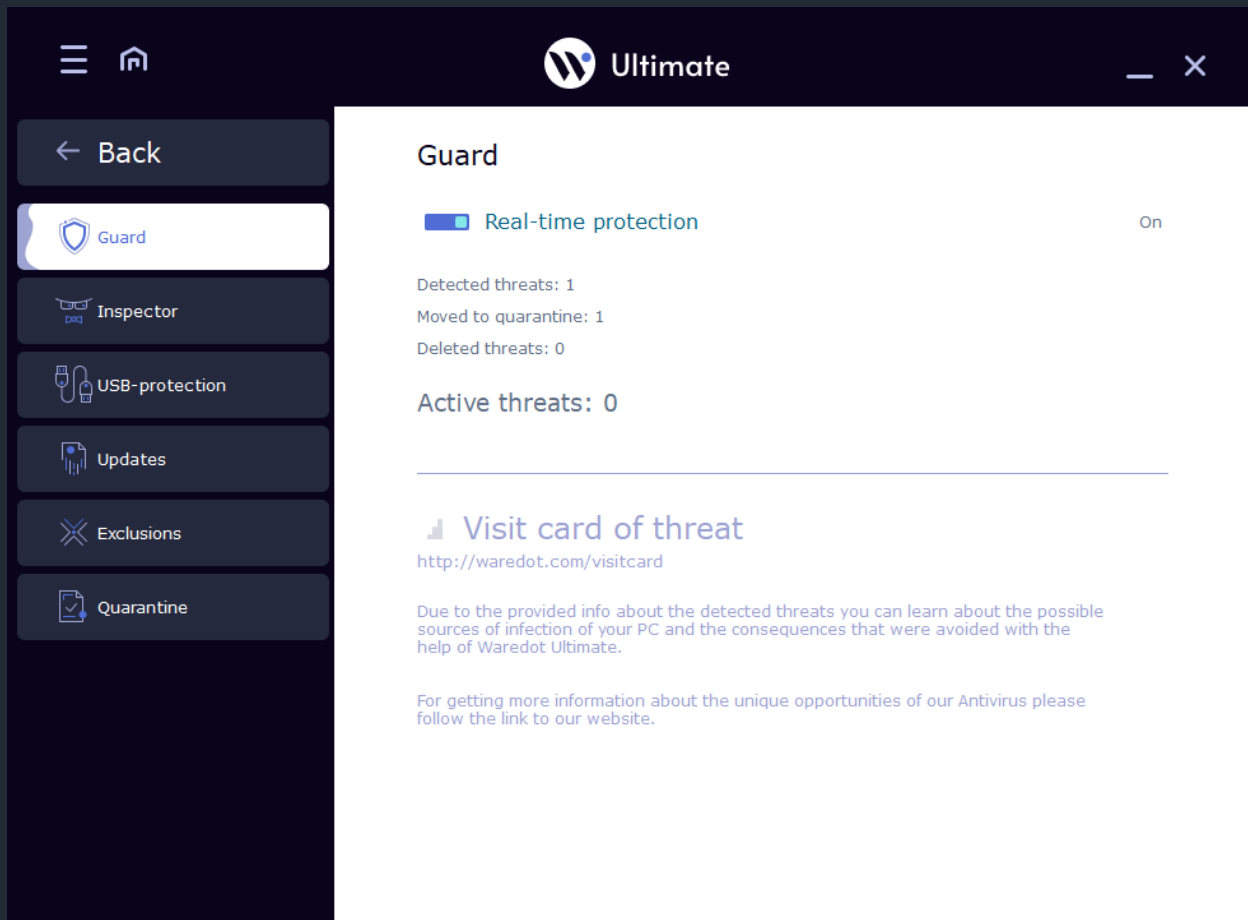 Ultimate
Back
Guard
Inspector
USB-protection
Updates
Exclusions
Quarantine
Guard
Real-time protection
On
Detected threats: 1
Moved to quarantine: 1
Deleted threats: 0
Active threats: 0
Visit card of threat
http://waredot.com/visitcard
Due to the provided info about the detected threats you can learn about the possible
sources of infection of your PC and the consequences that were avoided with the
help of Waredot Ultimate.
For getting more information about the unique opportunities of our Antivirus please
follow the link to our website.